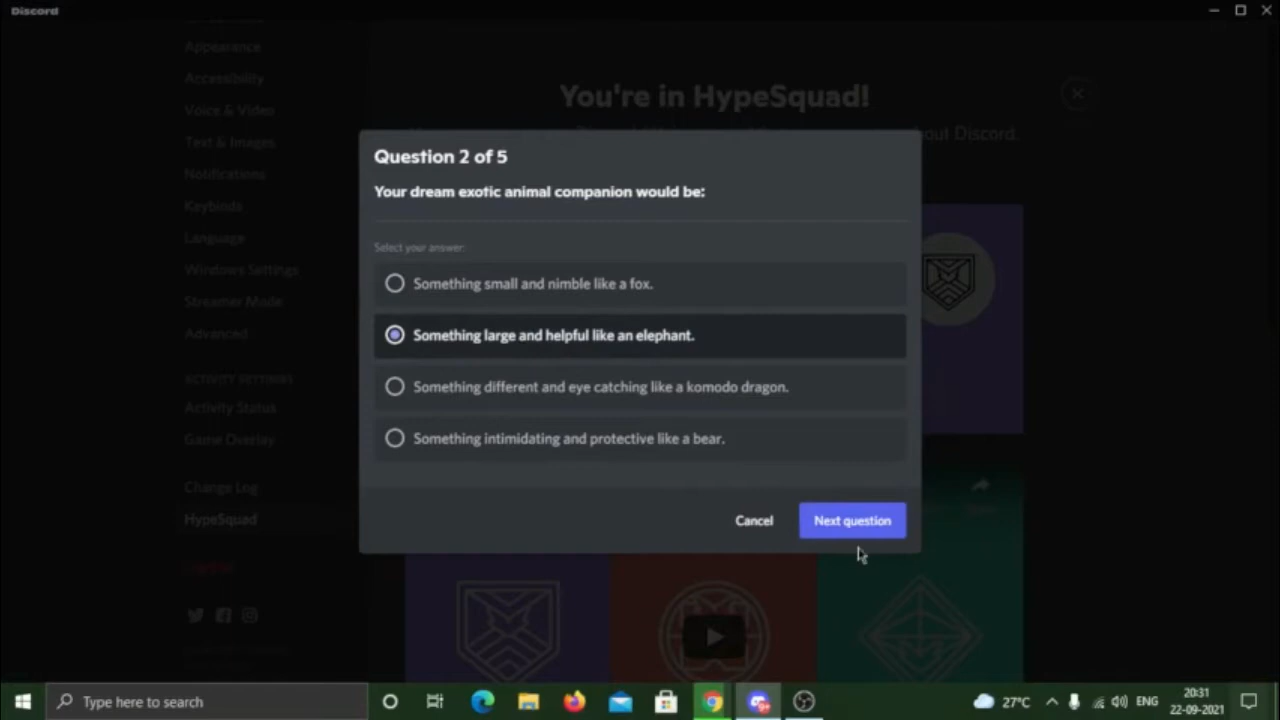 Discord
Appearance
Accessibility
Voice & Video
Text & Images
Notifications
Keybinds
Language
Windows Settings
Streamer Mode
Advanced
ACTIVITY SETTINGS
Activity Status
Game Overlay
Change Log
HypeSquad
Log Out
You're in HypeSquad!
out Discord.
Question 2 of 5
Your dream exotic animal companion would be:
Select your answer:
Something small and nimble like a fox.
Something large and helpful like an elephant.
Something different and eye catching like a komodo dragon.
Something intimidating and protective like a bear.
Cancel
Next question
Type here to search
27°C
ENG
20:31
22-09-2021